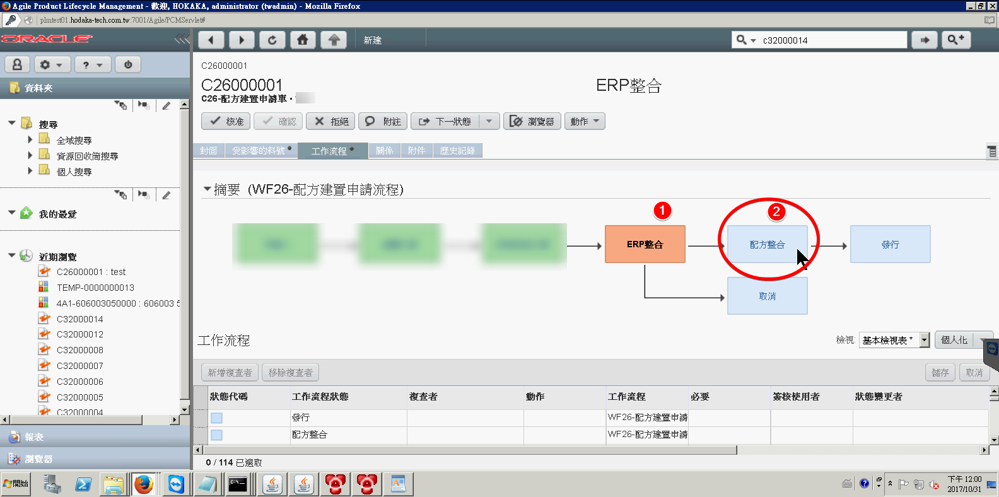 Agile Product Lifecycle Management - 歡迎, HOKAKA, administrator (twadmin) - Mozilla Firefox
plmtest01.hodaka-tech.com.tw:7001/Agile/PCMServlet#
ORACLE
新建
c32000014
?
資料夾
搜尋
全域搜尋
資源回收筒搜尋
個人搜尋
我的最愛
近期瀏覽
C26000001 : test
TEMP-0000000013
4A1-606003050000 : 606003 5
C32000014
C32000012
C32000008
C32000007
C32000006
C32000005
C32000004
報表
瀏覽器
C26000001
C26000001
ERP整合
C26-配方建置申請單 ·
核准
確認
拒絕
附註
下一狀態
瀏覽器
動作
封面
受影響的料號
工作流程
關係
附件
歷史記錄
摘要 (WF26-配方建置申請流程)
1
2
ERP整合
配方整合
發行
取消
工作流程
檢視:
基本檢視表 *
個人化
新增複查者
移除複查者
儲存
取消
狀態代碼 工作流程狀態 複查者 動作 工作流程 必要 簽核使用者 狀態變更者
發行 WF26-配方建置申請
配方整合 WF26-配方建置申請
0 / 114 已選取
開始
C:\
下午 12:00
2017/10/31